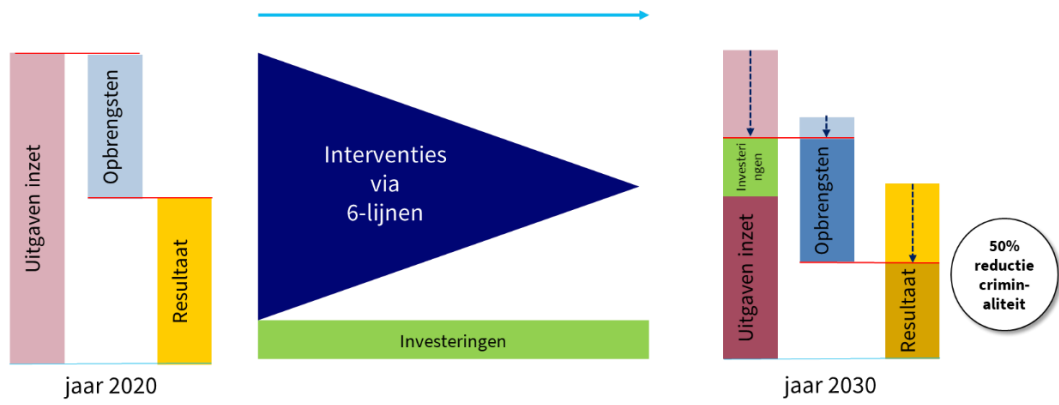 Uitgaven inzet
Opbrengsten
Resultaat
jaar 2020
Interventies
via
6-lijnen
Investeringen
Investeri
ngen
Uitgaven inzet
Opbrengsten
Resultaat
jaar 2030
50%
reductie
crimin-
aliteit